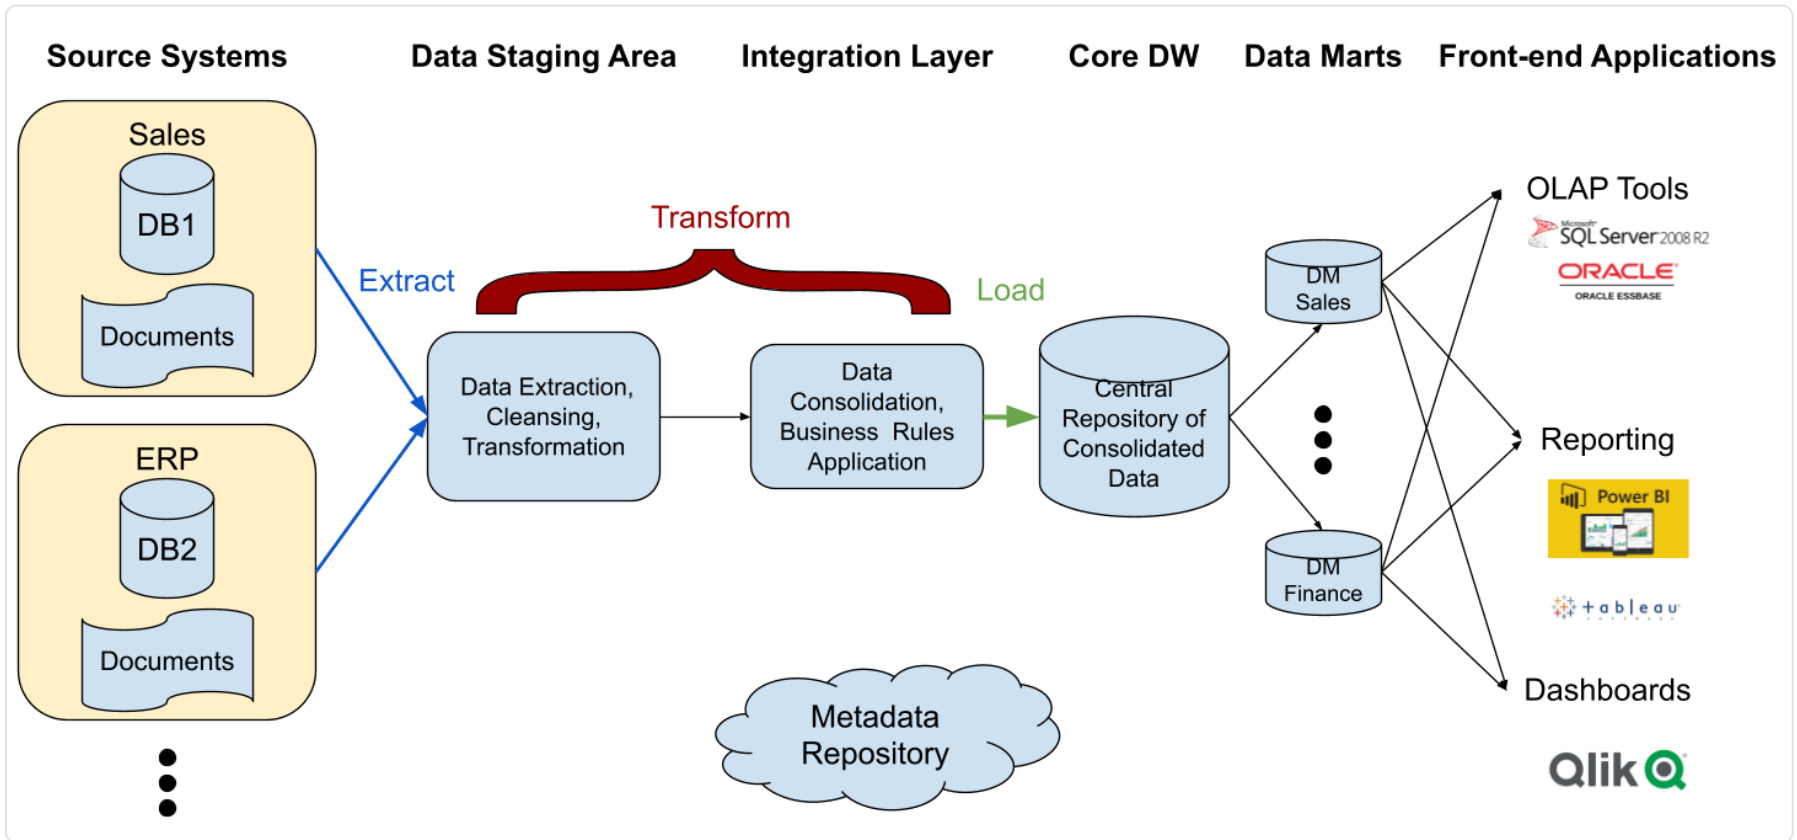 Source Systems
Data Staging Area
Integration Layer
Core DW
Data Marts
Front-end Applications
Sales
DB1
Documents
ERP
DB2
Documents
Extract
Transform
Load
Data Extraction,
Cleansing,
Transformation
Data
Consolidation,
Business Rules
Application
Central
Repository of
Consolidated
Data
DM
Sales
DM
Finance
OLAP Tools
Microsoft
SQL Server 2008 R2
ORACLE
ORACLE ESSBASE
Reporting
Power BI
+ableau
SOFTWARE
Dashboards
Qlik
Metadata
Repository